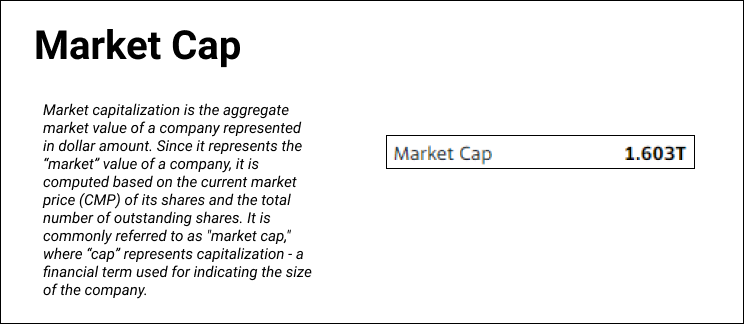 Market Cap
Market capitalization is the aggregate
market value of a company represented
in dollar amount. Since it represents the
“market” value of a company, it is
computed based on the current market
price (CMP) of its shares and the total
number of outstanding shares. It is
commonly referred to as "market cap,"
where “cap” represents capitalization - a
financial term used for indicating the size
of the company.
Market Cap 1.603T